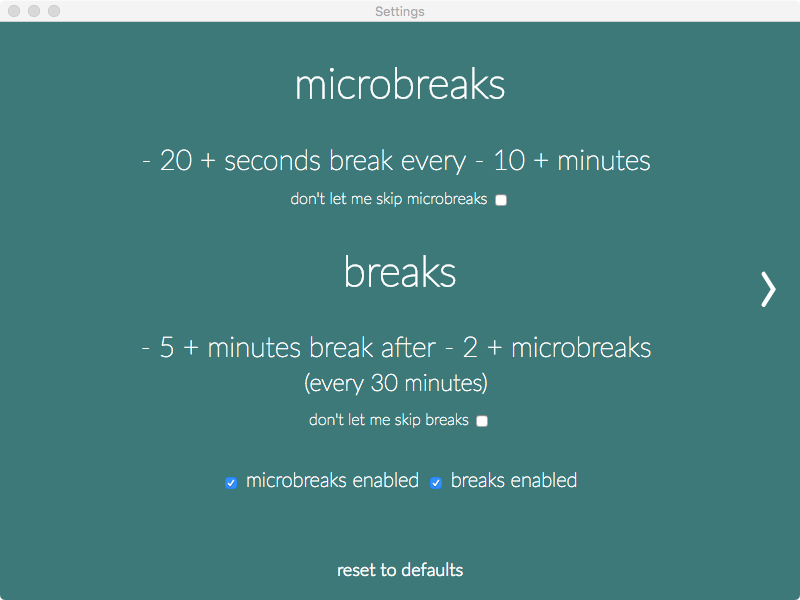 Settings
microbreaks
- 20 + seconds break every - 10 + minutes
don't let me skip microbreaks
breaks
- 5 + minutes break after - 2 + microbreaks
(every 30 minutes)
don't let me skip breaks
microbreaks enabled breaks enabled
reset to defaults